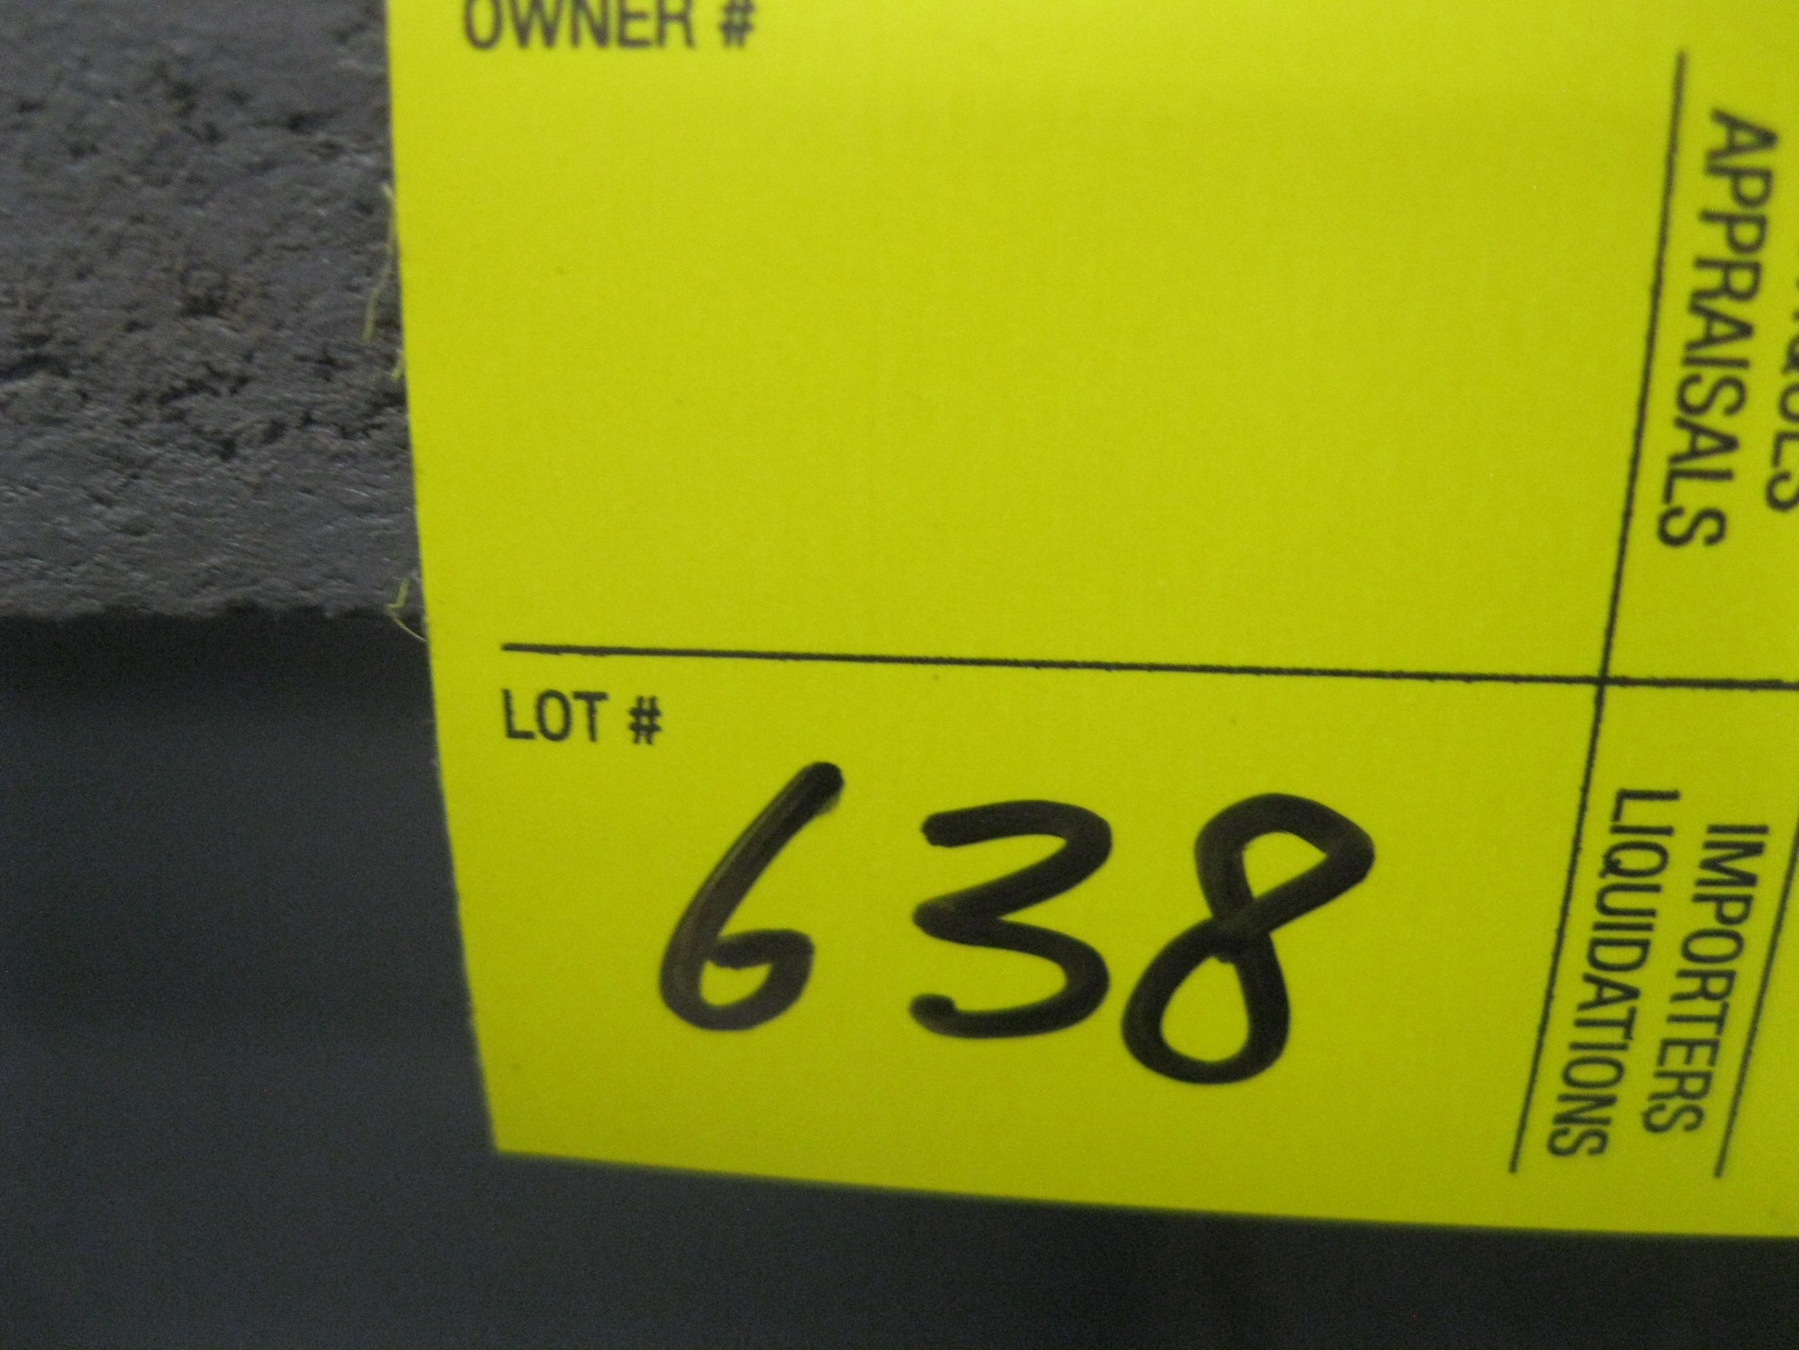 OWNER #
APPRAISALS
LOT #
638
IMPORTERS
LIQUIDATIONS